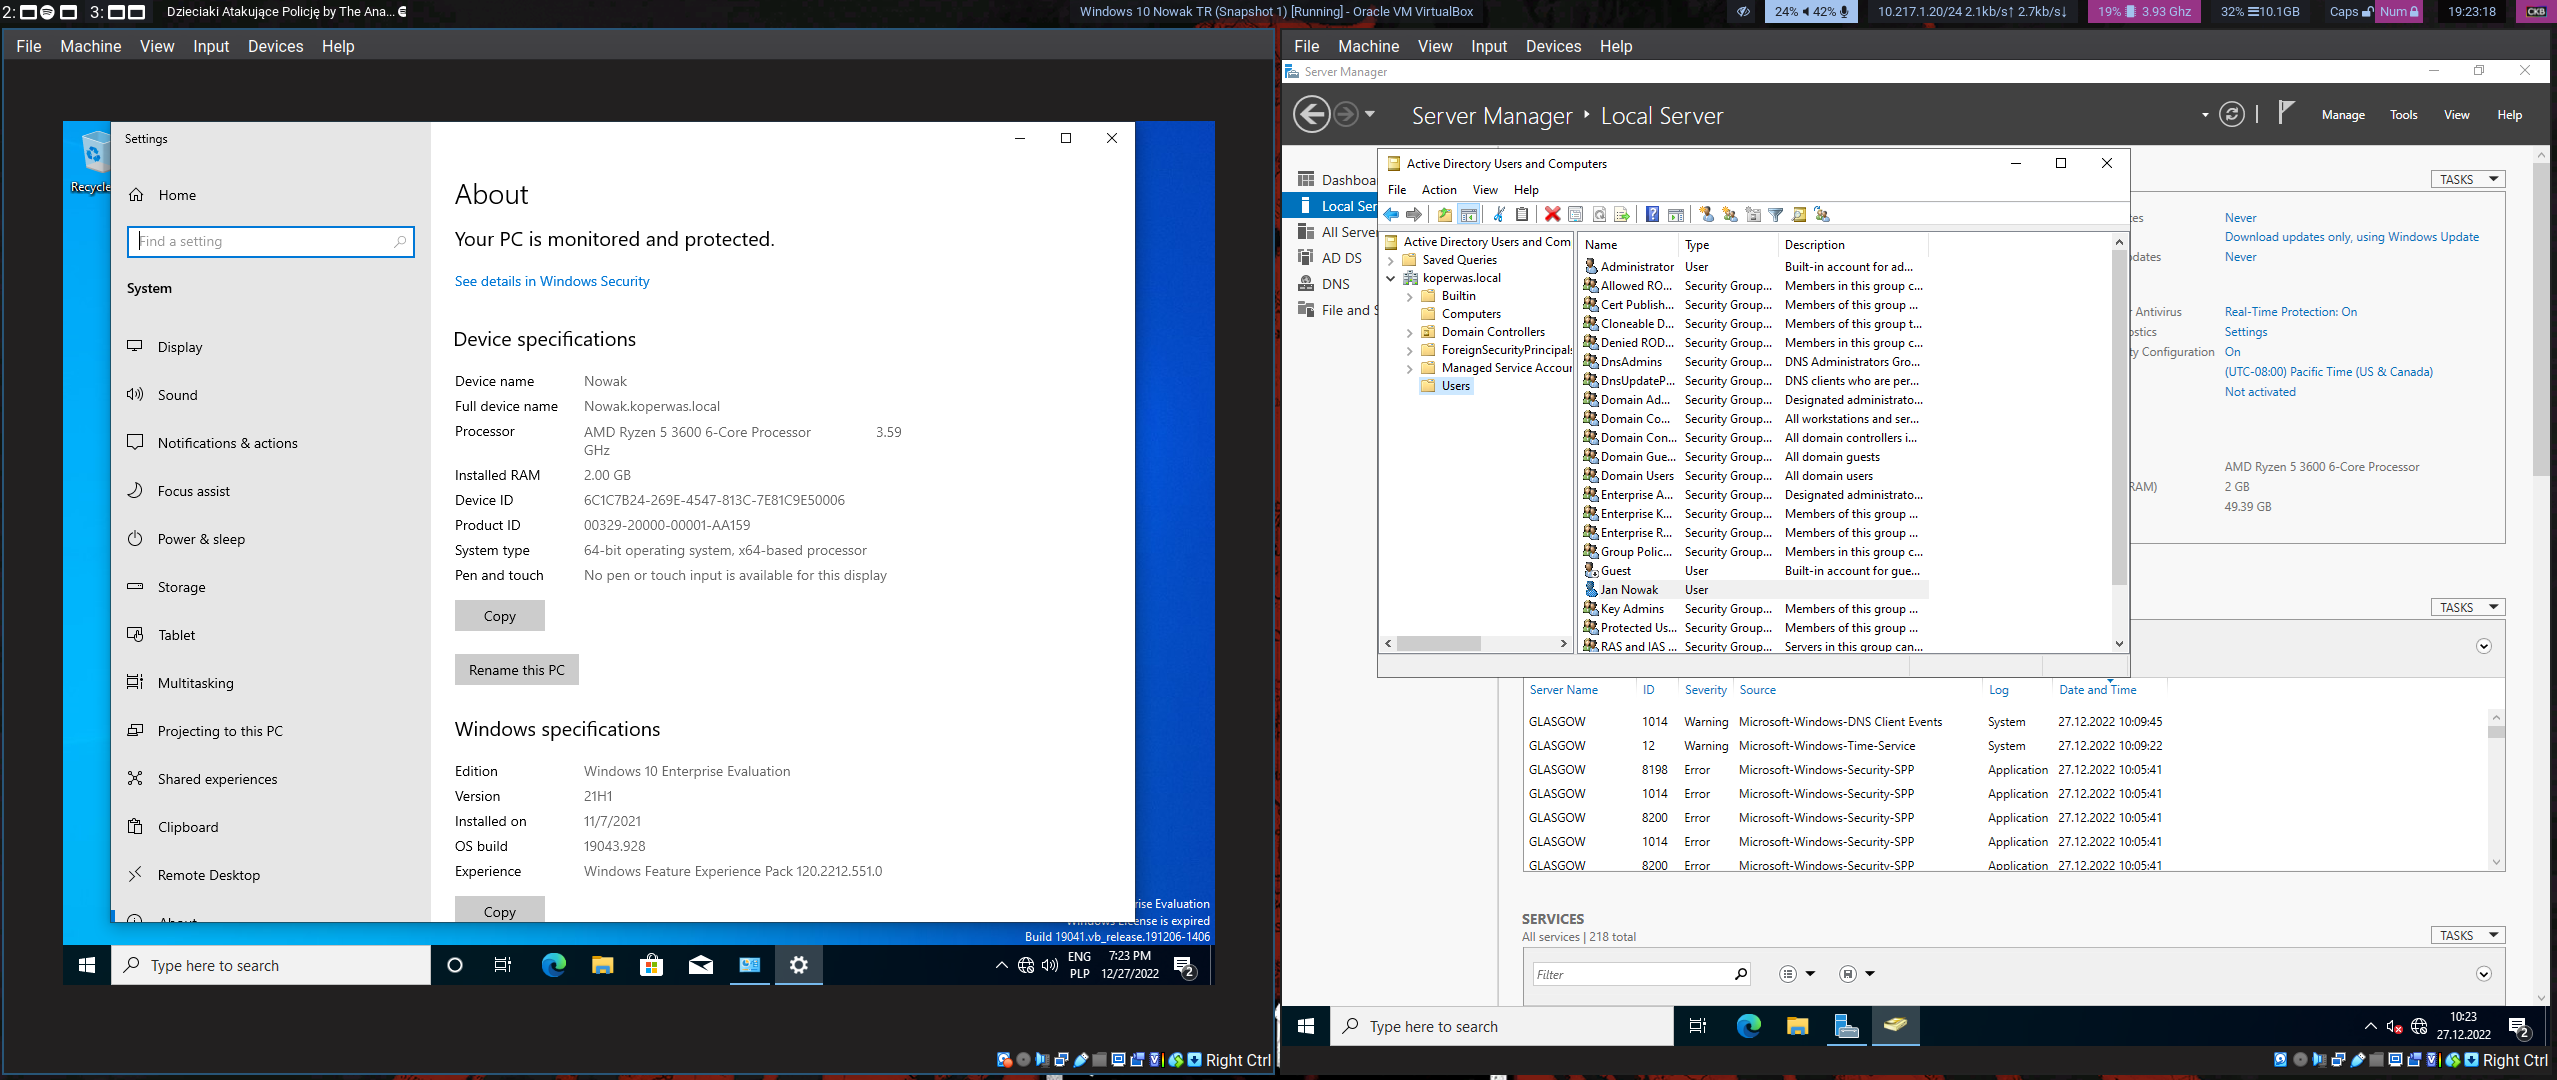 2:
3:
Dzieciaki Atakujące Policję by The Ana...
Windows 10 Nowak TR (Snapshot 1) [Running] - Oracle VM VirtualBox
24% 42%
10.217.1.20/24 2.1kb/s↑ 2.7kb/s↓
19% 3.93 Ghz
32% 10.1GB
Caps Num
19:23:18
CKB
File Machine View Input Devices Help
Recycle
Settings
Home
Find a setting
System
Display
Sound
Notifications & actions
Focus assist
Power & sleep
Storage
Tablet
Multitasking
Projecting to this PC
Shared experiences
Clipboard
Remote Desktop
About
About
Your PC is monitored and protected.
See details in Windows Security
Device specifications
Device name Nowak
Full device name Nowak.koperwas.local
Processor AMD Ryzen 5 3600 6-Core Processor 3.59
GHz
Installed RAM 2.00 GB
Device ID 6C1C7B24-269E-4547-813C-7E81C9E50006
Product ID 00329-20000-00001-AA159
System type 64-bit operating system, x64-based processor
Pen and touch No pen or touch input is available for this display
Copy
Rename this PC
Windows specifications
Edition Windows 10 Enterprise Evaluation
Version 21H1
Installed on 11/7/2021
OS build 19043.928
Experience Windows Feature Experience Pack 120.2212.551.0
Copy
rise Evaluation
Windows License is expired
Build 19041.vb_release.191206-1406
Type here to search
ENG
PLP
7:23 PM
12/27/2022
2
Right Ctrl
File Machine View Input Devices Help
Server Manager
Server Manager Local Server
Manage Tools View Help
Dashboa
Local Ser
All Serve
AD DS
DNS
File and S
Active Directory Users and Computers
File Action View Help
Active Directory Users and Com
Saved Queries
koperwas.local
Builtin
Computers
Domain Controllers
ForeignSecurityPrincipals
Managed Service Accour
Users
Name Type Description
Administrator User Built-in account for ad...
Allowed RO... Security Group... Members in this group c...
Cert Publish... Security Group... Members of this group ...
Cloneable D... Security Group... Members of this group t...
Denied ROD... Security Group... Members in this group c...
DnsAdmins Security Group... DNS Administrators Gro...
DnsUpdateP... Security Group... DNS clients who are per...
Domain Ad... Security Group... Designated administrato...
Domain Co... Security Group... All workstations and ser...
Domain Con... Security Group... All domain controllers i...
Domain Gue... Security Group... All domain guests
Domain Users Security Group... All domain users
Enterprise A... Security Group... Designated administrato...
Enterprise K... Security Group... Members of this group ...
Enterprise R... Security Group... Members of this group ...
Group Polic... Security Group... Members in this group c...
Guest User Built-in account for gue...
Jan Nowak User
Key Admins Security Group... Members of this group ...
Protected Us... Security Group... Members of this group ...
RAS and IAS ... Security Group... Servers in this group can...
TASKS
tes Never
Download updates only, using Windows Update
pdates Never
r Antivirus Real-Time Protection: On
ostics Settings
ty Configuration On
(UTC-08:00) Pacific Time (US & Canada)
Not activated
AMD Ryzen 5 3600 6-Core Processor
RAM) 2 GB
49.39 GB
TASKS
Server Name ID Severity Source Log Date and Time
GLASGOW 1014 Warning Microsoft-Windows-DNS Client Events System 27.12.2022 10:09:45
GLASGOW 12 Warning Microsoft-Windows-Time-Service System 27.12.2022 10:09:22
GLASGOW 8198 Error Microsoft-Windows-Security-SPP Application 27.12.2022 10:05:41
GLASGOW 1014 Error Microsoft-Windows-Security-SPP Application 27.12.2022 10:05:41
GLASGOW 8200 Error Microsoft-Windows-Security-SPP Application 27.12.2022 10:05:41
GLASGOW 1014 Error Microsoft-Windows-Security-SPP Application 27.12.2022 10:05:41
GLASGOW 8200 Error Microsoft-Windows-Security-SPP Application 27.12.2022 10:05:41
SERVICES
All services | 218 total
TASKS
Filter
Type here to search
10:23
27.12.2022
2
Right Ctrl